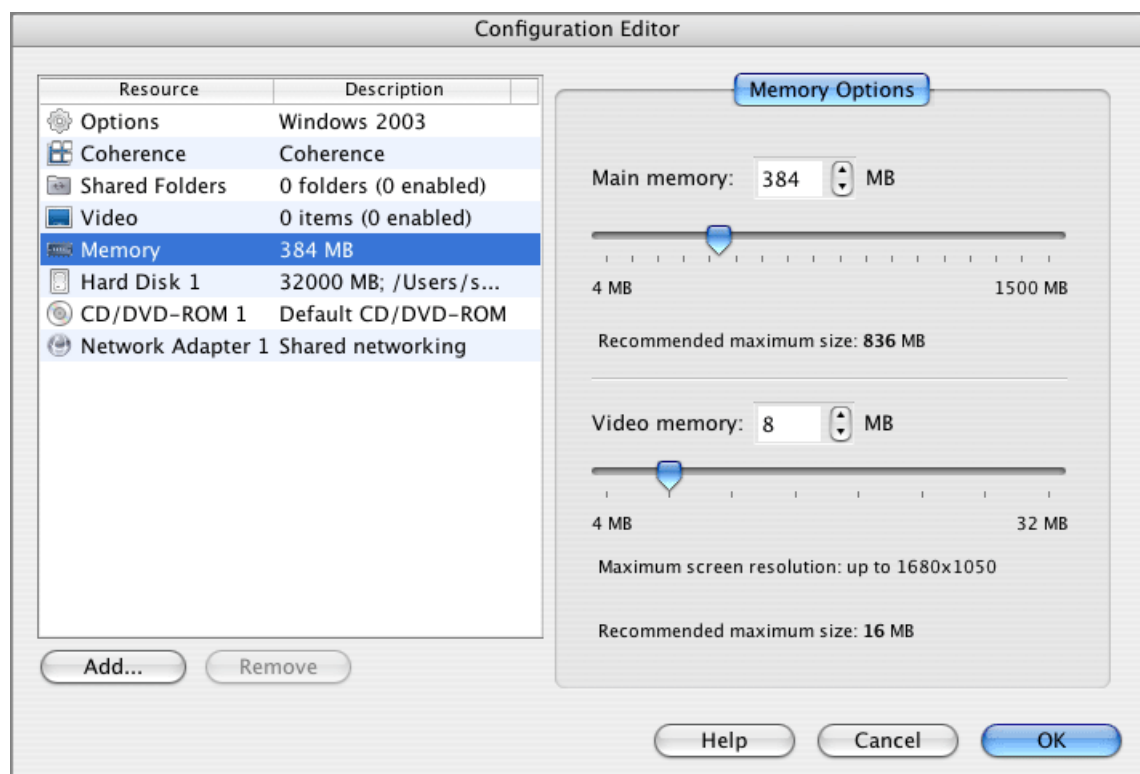 Configuration Editor
Resource Description
Options Windows 2003
Coherence Coherence
Shared Folders 0 folders (0 enabled)
Video 0 items (0 enabled)
Memory 384 MB
Hard Disk 1 32000 MB; /Users/s...
CD/DVD-ROM 1 Default CD/DVD-ROM
Network Adapter 1 Shared networking
Add... Remove
Memory Options
Main memory: 384 MB
4 MB 1500 MB
Recommended maximum size: 836 MB
Video memory: 8 MB
4 MB 32 MB
Maximum screen resolution: up to 1680x1050
Recommended maximum size: 16 MB
Help Cancel OK